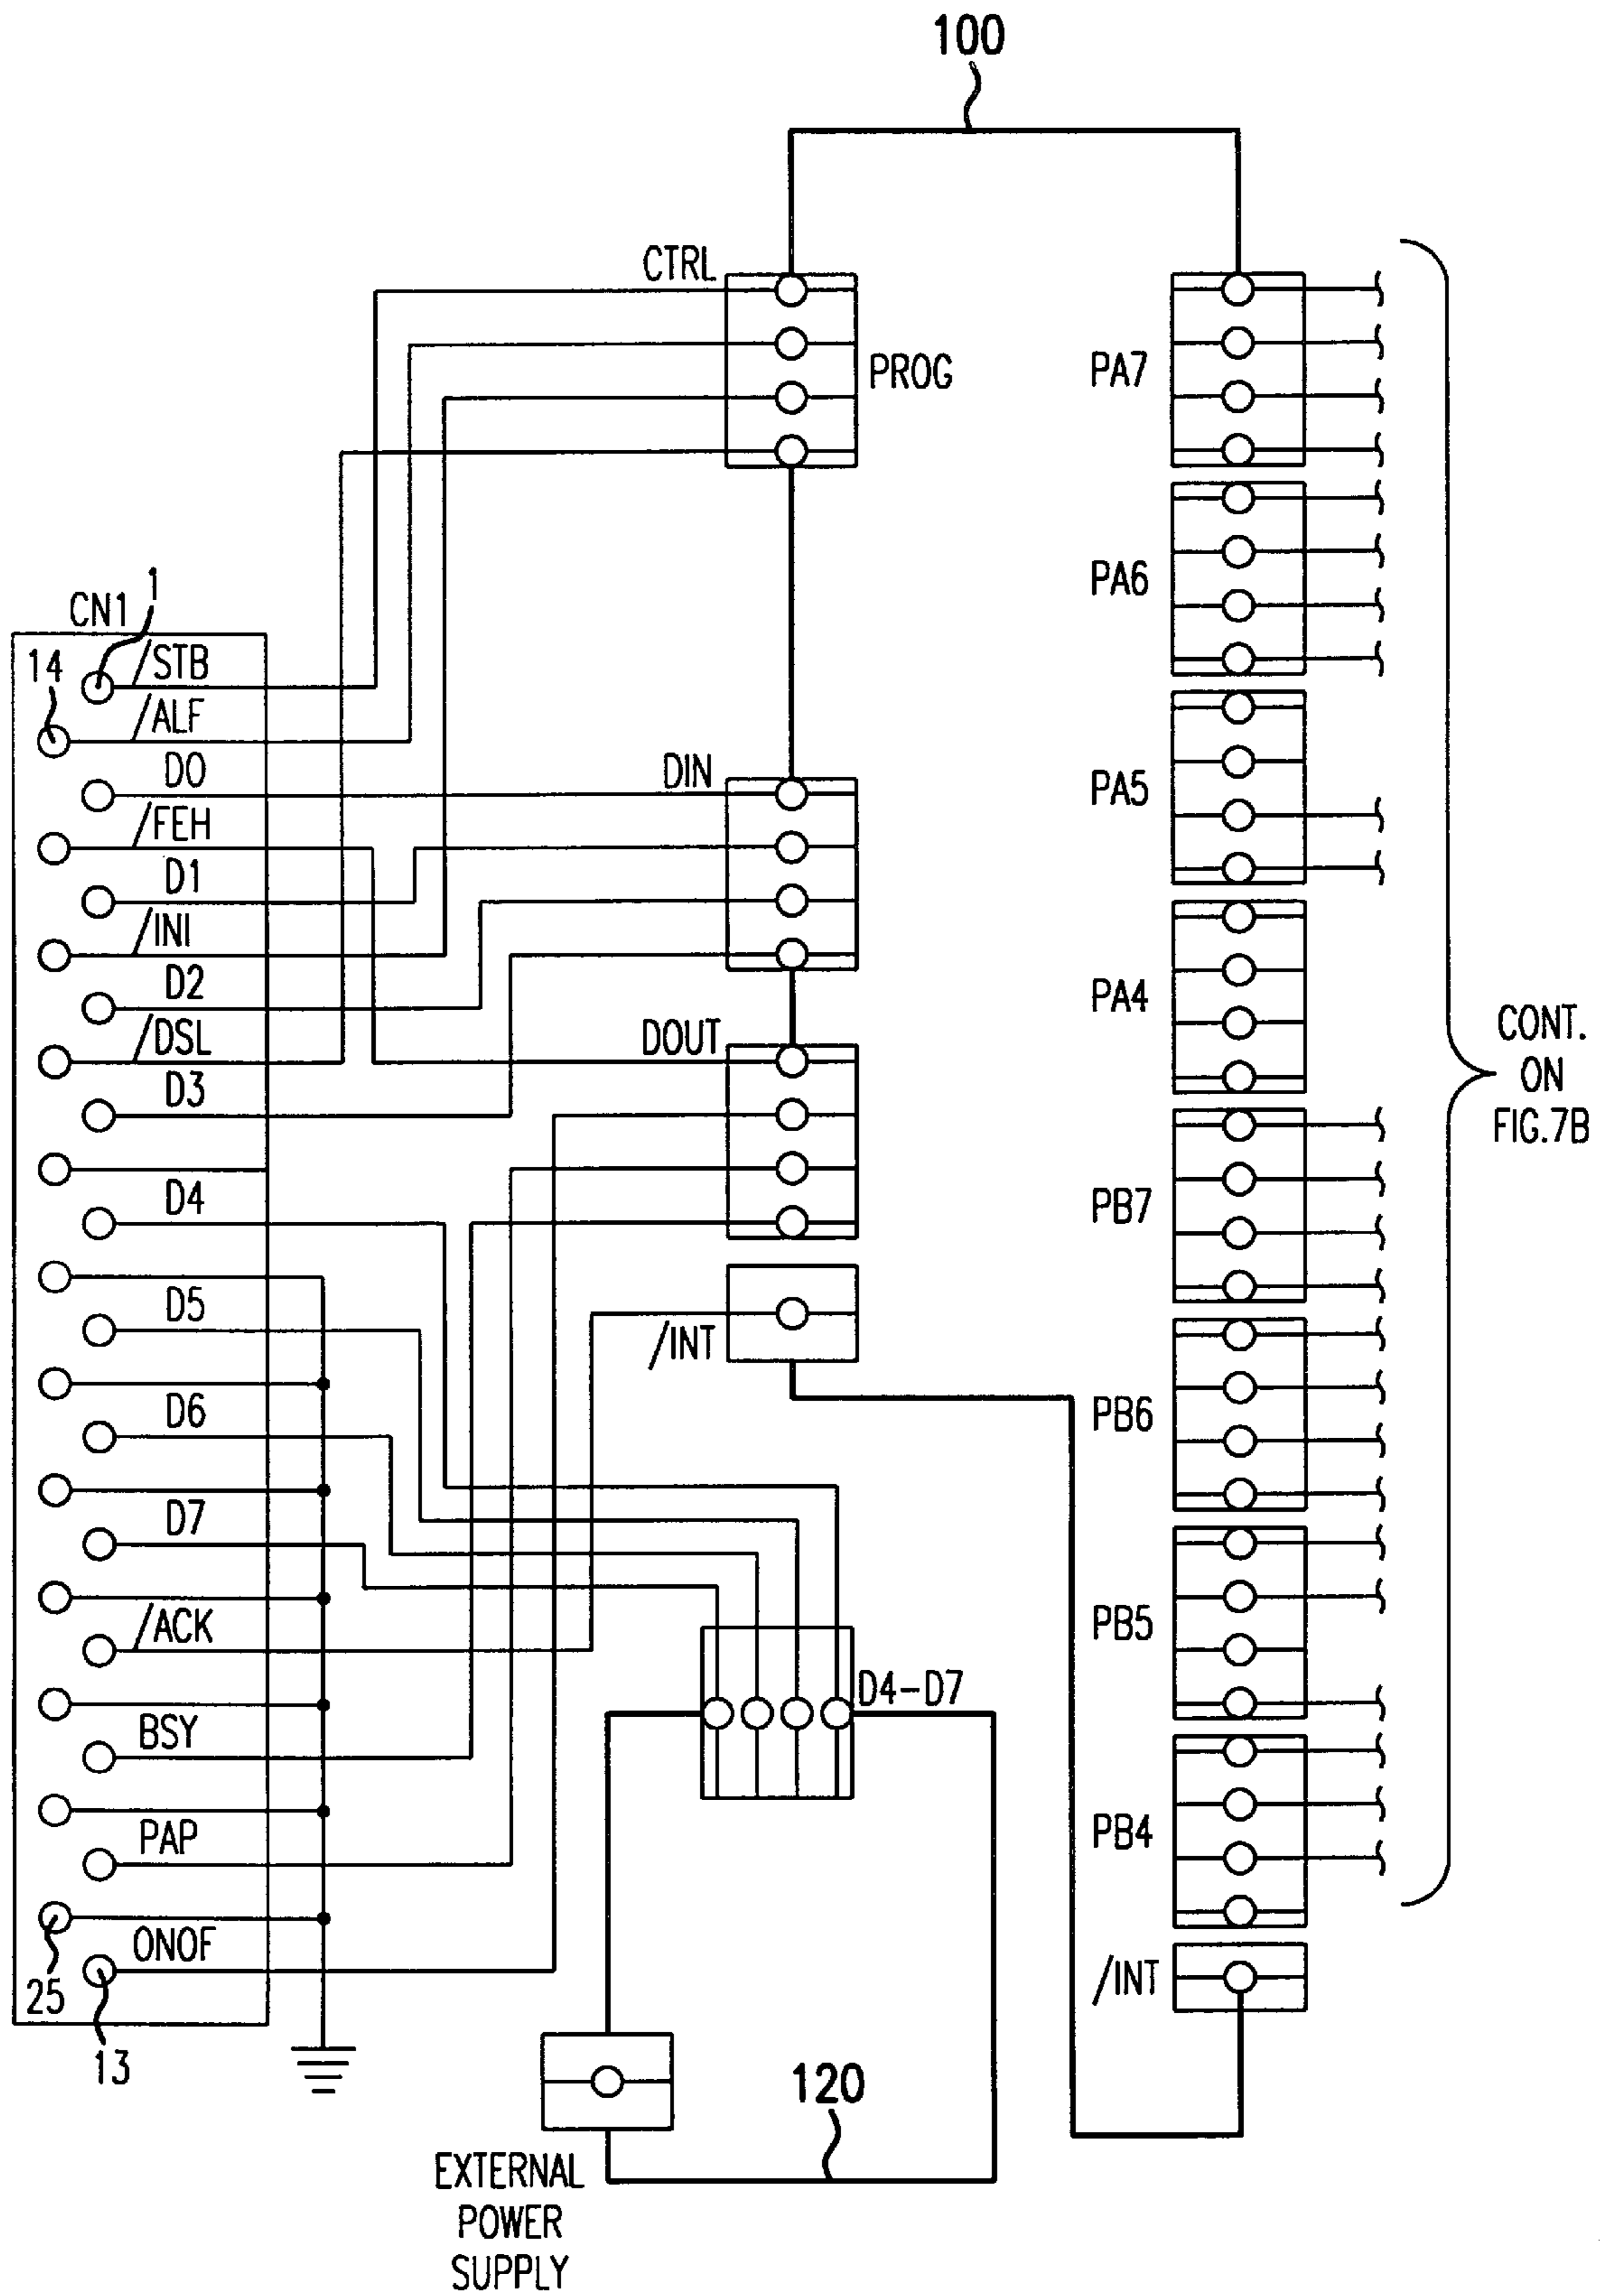 100
CTRL
PROG
PA7
PA6
1
CN1
14
/STB
/ALF
D0
DIN
/FEH
D1
/INI
D2
/DSL
DOUT
D3
PA5
PA4
CONT.
ON
FIG.7B
D4
PB7
D5
/INT
D6
PB6
D7
/ACK
PB5
D4-D7
BSY
PAP
PB4
ONOF
25
/INT
13
120
EXTERNAL
POWER
SUPPLY